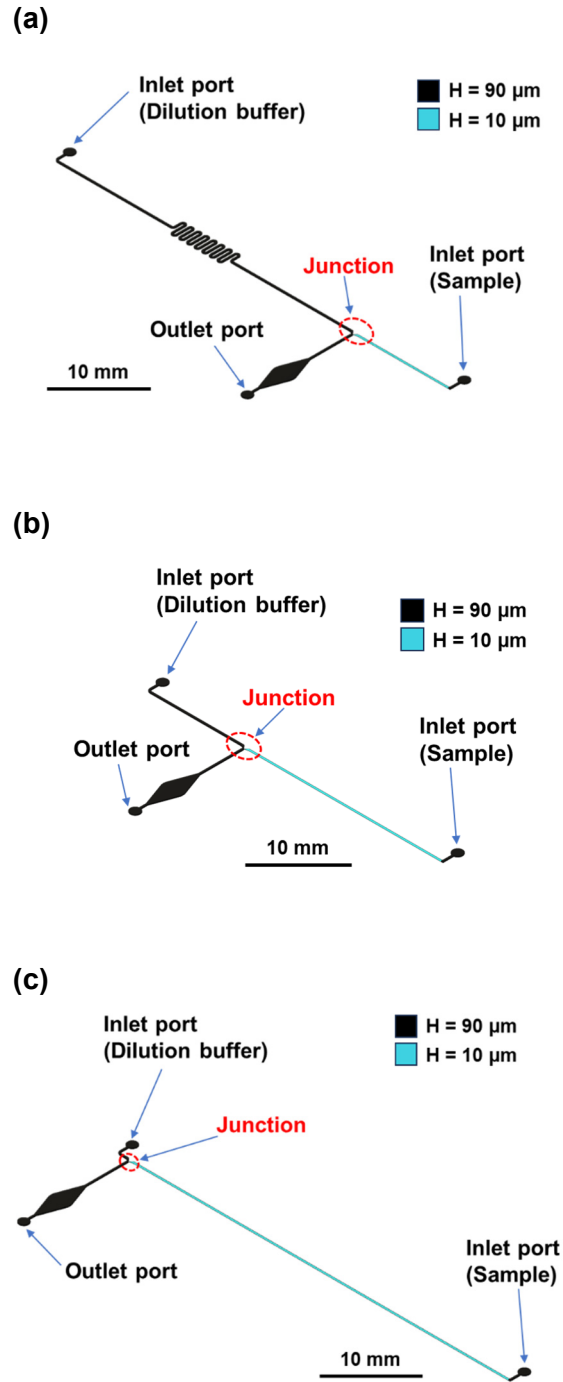 (a)
Inlet port
(Dilution buffer)
H = 90 µm
H = 10 µm
Junction
Inlet port
(Sample)
Outlet port
10 mm
(b)
Inlet port
(Dilution buffer)
H = 90 µm
H = 10 µm
Junction
Outlet port
Inlet port
(Sample)
10 mm
(c)
Inlet port
(Dilution buffer)
H = 90 µm
H = 10 µm
Junction
Outlet port
Inlet port
(Sample)
10 mm